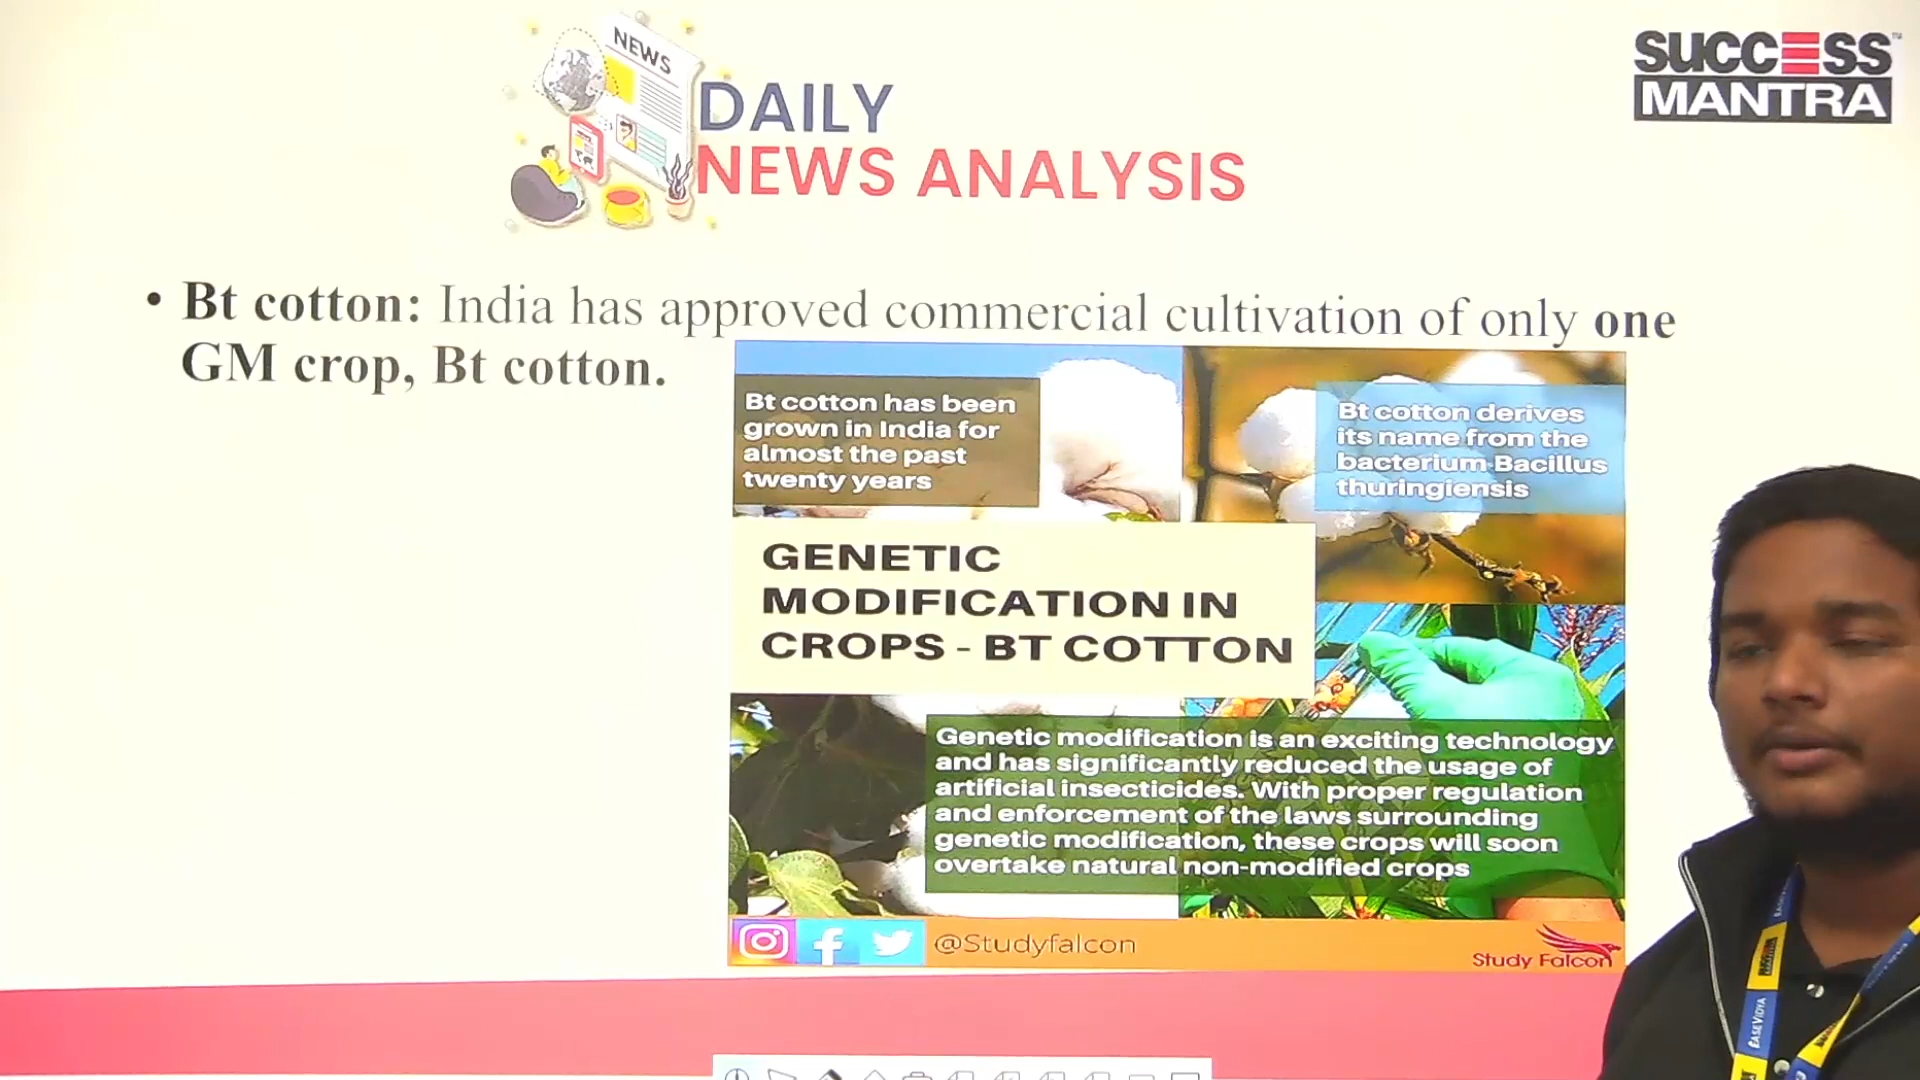 NEWS
DAILY
NEWS ANALYSIS
SUCCESS
MANTRA
• Bt cotton: India has approved commercial cultivation of only one
GM crop, Bt cotton.
Bt cotton has been
grown in India for
almost the past
twenty years
Bt cotton derives
its name from the
bacterium Bacillus
thuringiensis
GENETIC
MODIFICATION IN
CROPS - BT COTTON
Genetic modification is an exciting technology
and has significantly reduced the usage of
artificial insecticides. With proper regulation
and enforcement of the laws surrounding
genetic modification, these crops will soon
overtake natural non-modified crops
@Studyfalcon
Study Falcon
EASEVIDYA